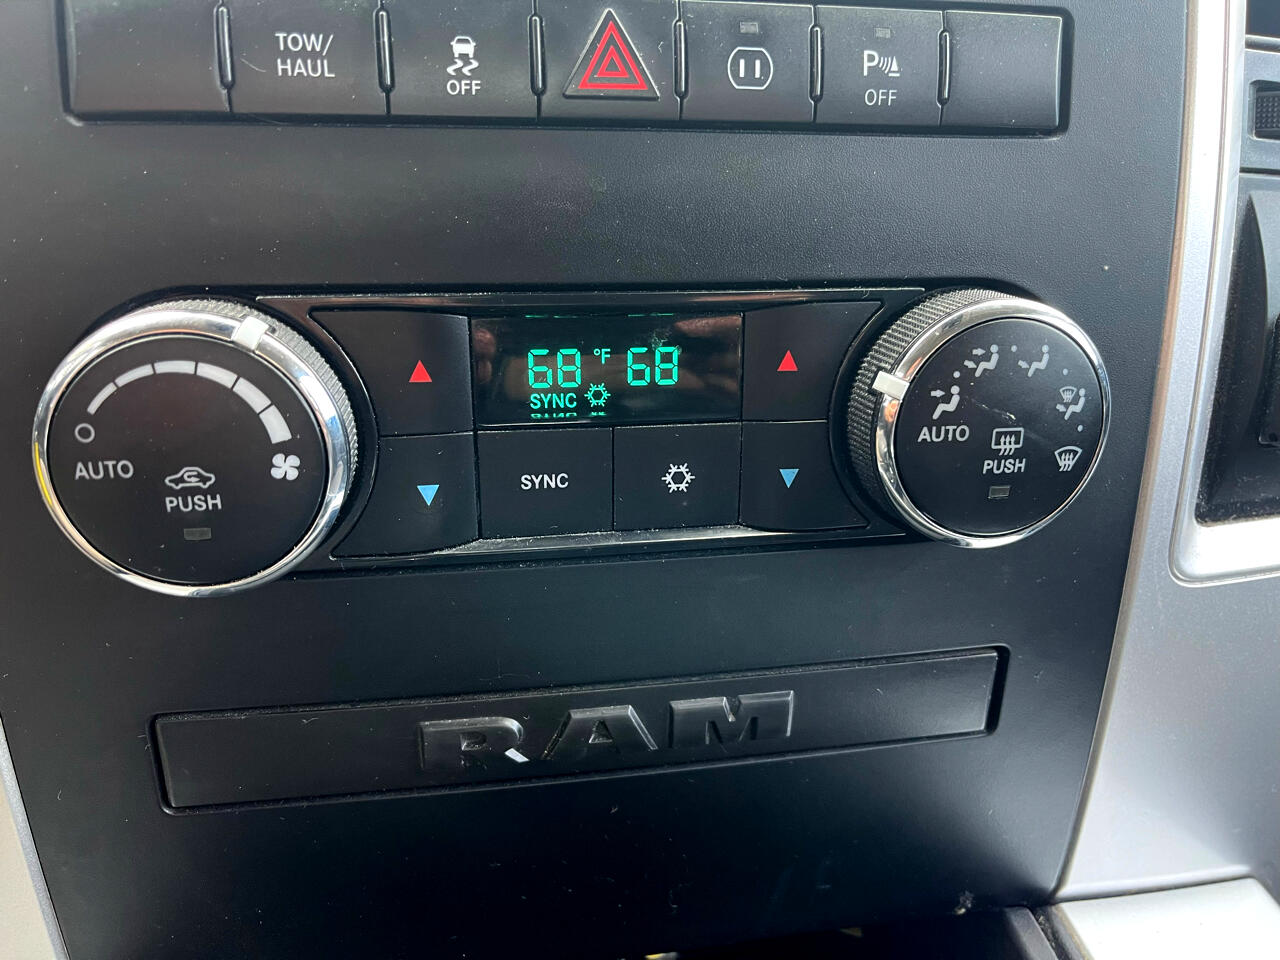 TOW/
HAUL
OFF
P
OFF
68 °F 68
SYNC
AUTO
PUSH
SYNC
AUTO
PUSH
RAM